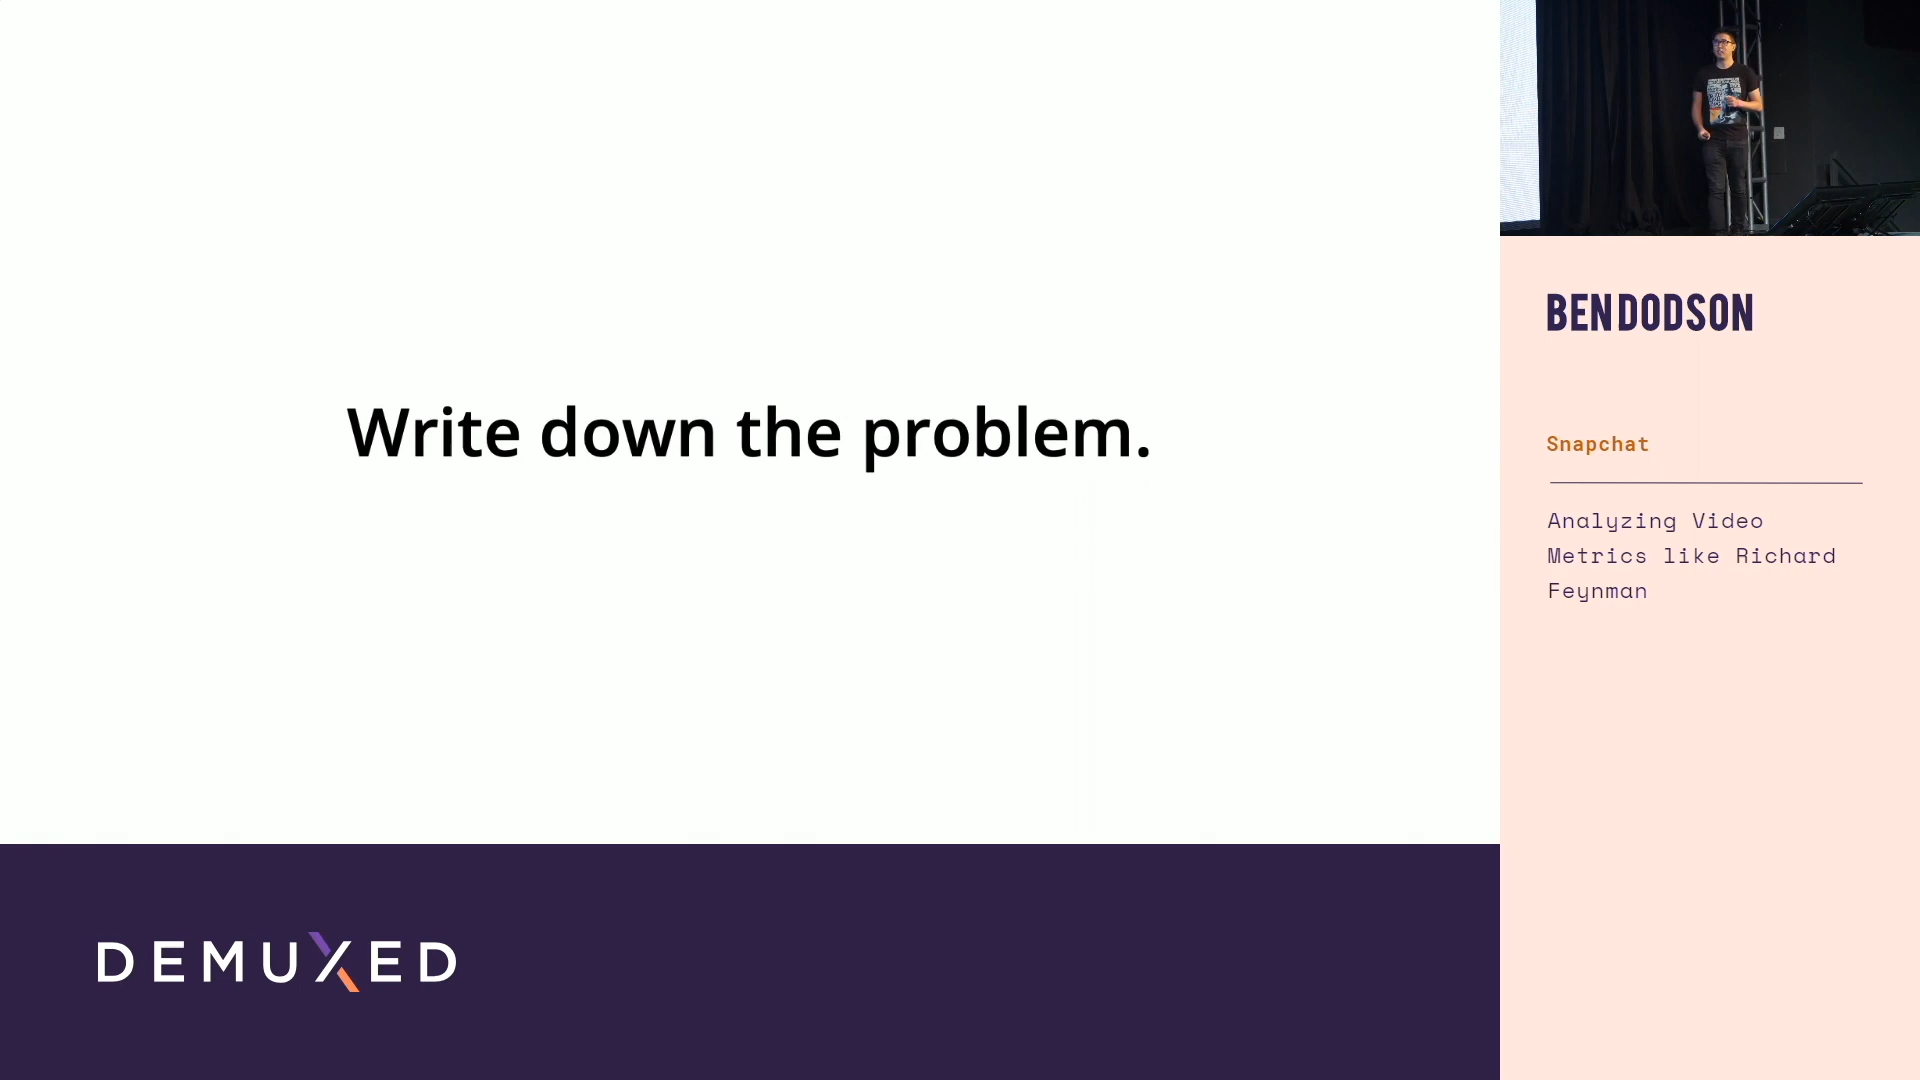 Write down the problem.
BEN DODSON
Snapchat
Analyzing Video
Metrics like Richard
Feynman
DEMUXED